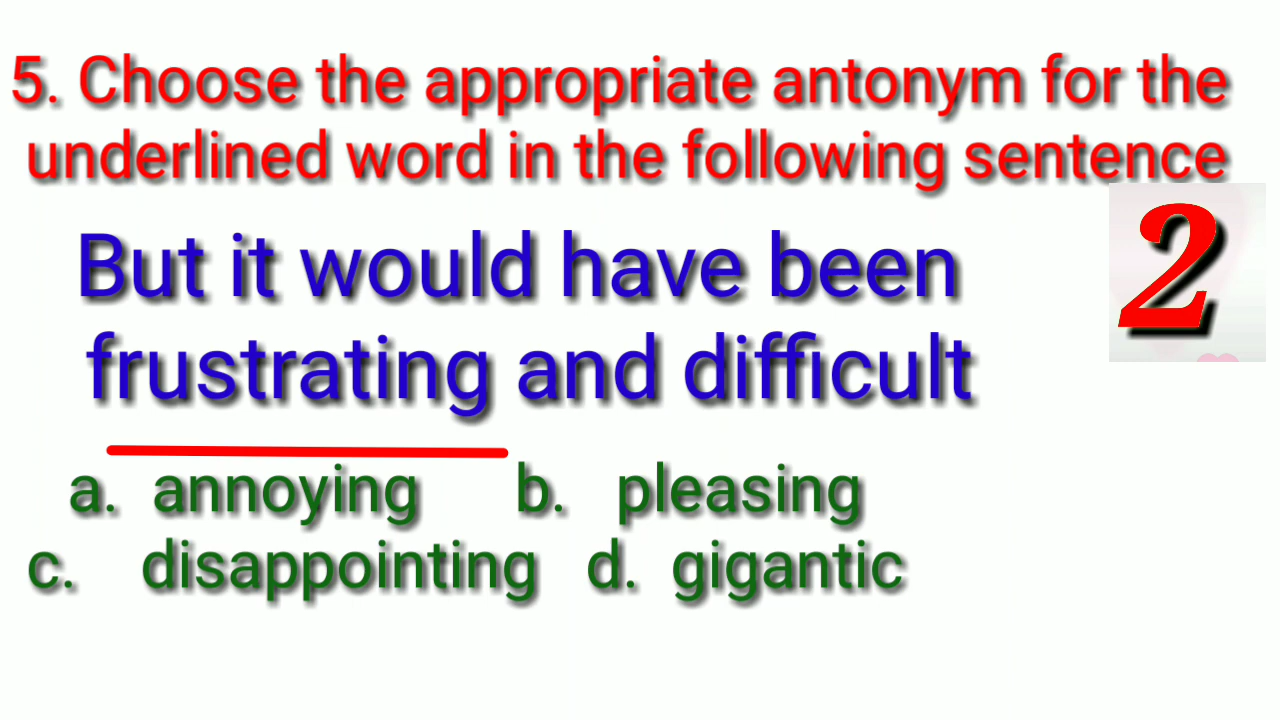 5. Choose the appropriate antonym for the
underlined word in the following sentence
2
But it would have been
frustrating and difficult
a. annoying b. pleasing
c. disappointing d. gigantic